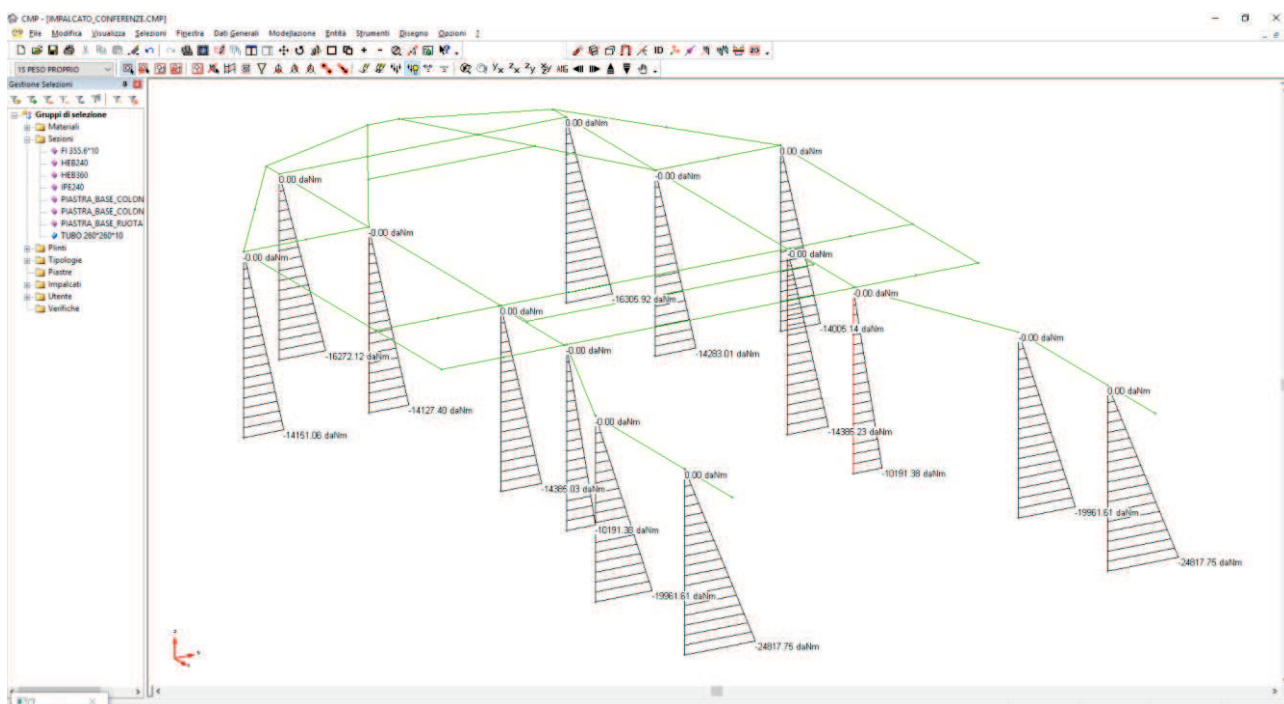 CMP - [IMPALCATO_CONFERENZE.CMP]
File Modifica Visualizza Selezioni Finestra Dati Generali Modellazione Entità Strumenti Disegno Opzioni ?
15 PESO PROPRIO
Gestione Selezioni
Gruppi di selezione
Materiali
Sezioni
FI 355.6*10
HEB240
HEB360
IPE240
PIASTRA_BASE_COLON
PIASTRA_BASE_COLON
PIASTRA_BASE_RUOTA
TUBO 260*260*10
Plinti
Tipologie
Piastre
Impalcati
Utente
Verifiche
0.00 daNm
0.00 daNm
-0.00 daNm
0.00 daNm
-0.00 daNm
-0.00 daNm
-0.00 daNm
-0.00 daNm
-16305.92 daNm
0.00 daNm
-14005.14 daNm
-0.00 daNm
0.00 daNm
-16272.12 daNm
-0.00 daNm
-14283.01 daNm
0.00 daNm
-14127.40 daNm
-0.00 daNm
-14151.06 daNm
-14385.23 daNm
0.00 daNm
-10191.38 daNm
-14385.03 daNm
-19961.61 daNm
-10191.38 daNm
-24817.75 daNm
-19961.61 daNm
-24817.75 daNm